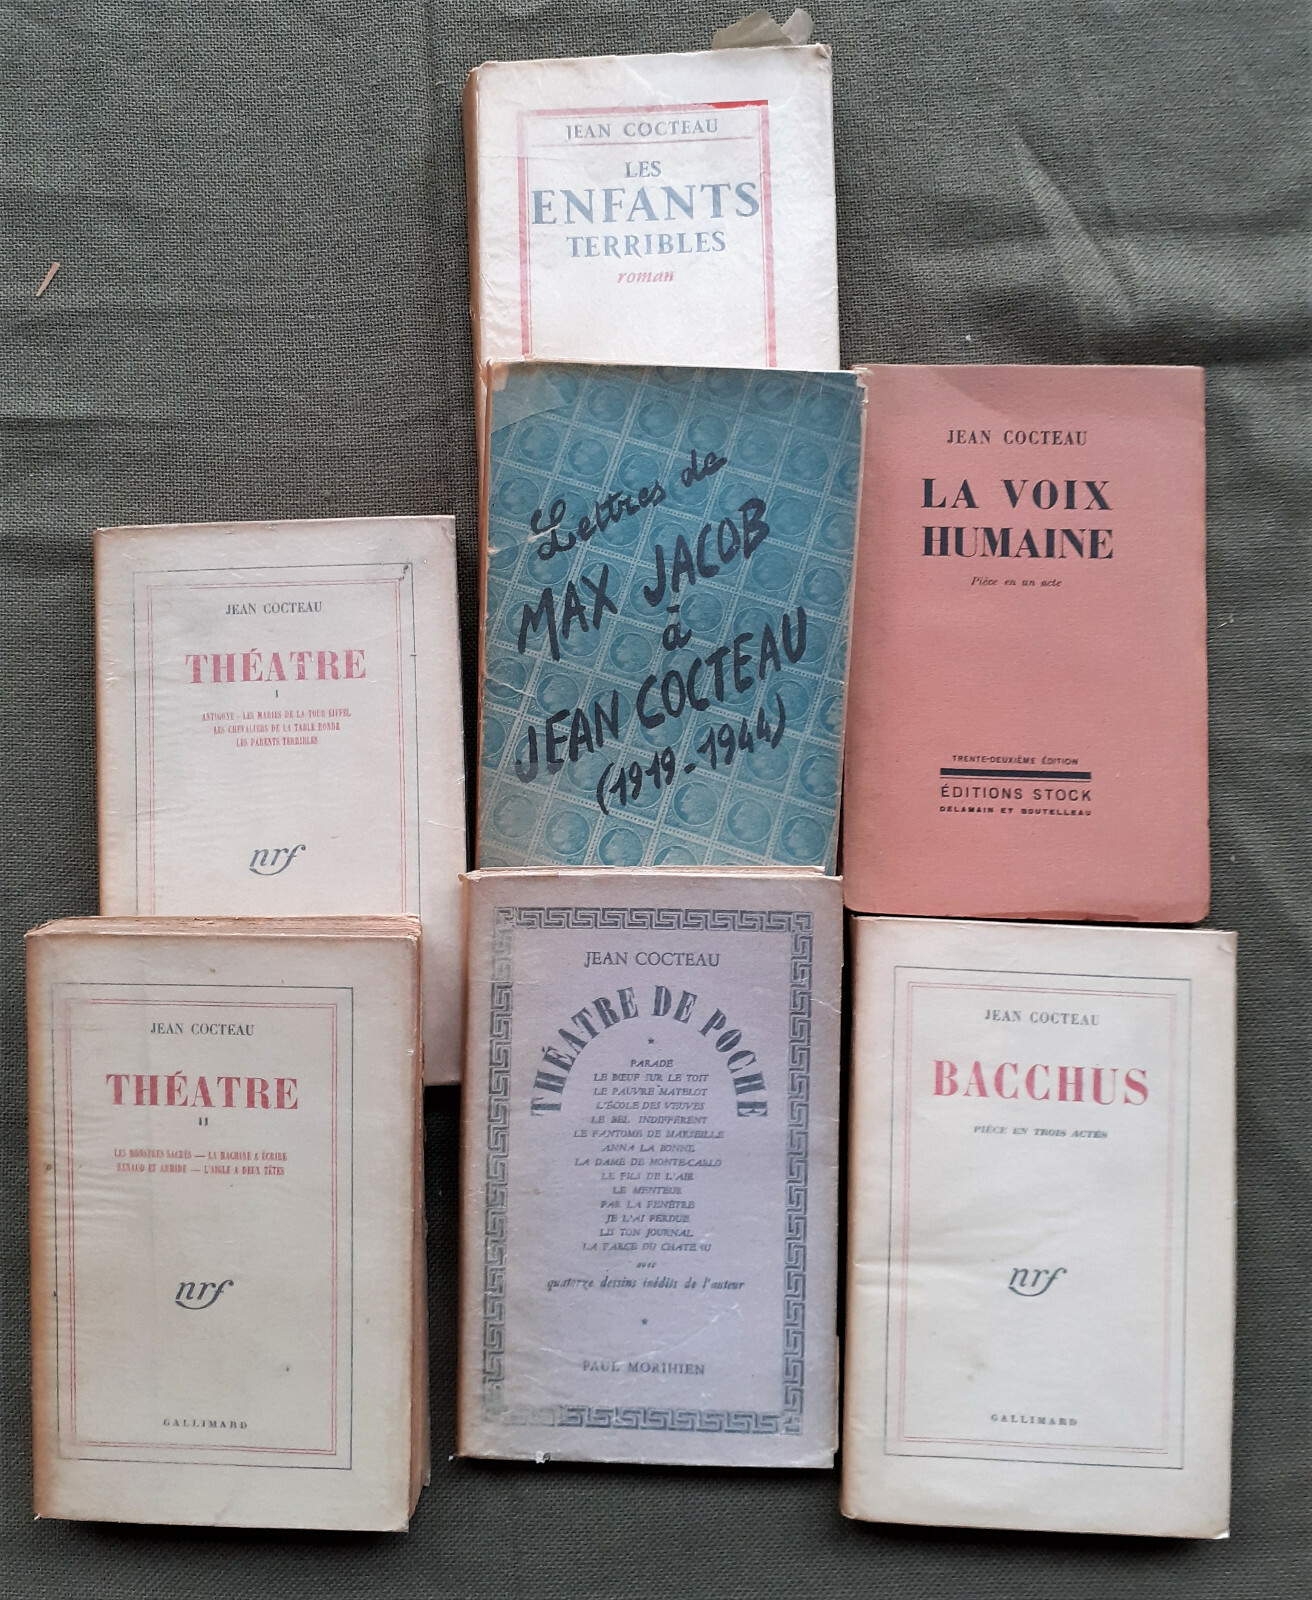 JEAN COCTEAU
LES
ENFANTS
TERRIBLES
roman
Lettres de
MAX JACOB
à
JEAN COCTEAU
(1919-1944)
JEAN COCTEAU
LA VOIX
HUMAINE
Pièce en un acte
TRENTE-DEUXIÈME ÉDITION
ÉDITIONS STOCK
DELAMAIN ET BOUTELLEAU
JEAN COCTEAU
THÉATRE
I
ANTIGONE - LES MARIÉS DE LA TOUR EIFFEL
LES CHEVALIERS DE LA TABLE RONDE
LES PARENTS TERRIBLES
nrf
JEAN COCTEAU
THÉATRE
II
LES MONSTRES SACRÉS — LA MACHINE A ÉCRIRE
RENAUD ET ARMIDE — L'AIGLE A DEUX TÊTES
nrf
GALLIMARD
JEAN COCTEAU
THÉATRE DE POCHE
*
PARADE
LE BŒUF SUR LE TOIT
LE PAUVRE MATELOT
L'ÉCOLE DES VEUVES
LE BEL INDIFFÉRENT
LE FANTOME DE MARSEILLE
ANNA LA BONNE
LA DAME DE MONTE-CARLO
LE FILS DE L'AIR
LE MENTEUR
PAR LA FENÊTRE
JE L'AI PERDUE
LIS TON JOURNAL
LA FARCE DU CHATEAU
avec
quatorze dessins inédits de l'auteur
*
PAUL MORIHIEN
JEAN COCTEAU
BACCHUS
PIÈCE EN TROIS ACTES
nrf
GALLIMARD